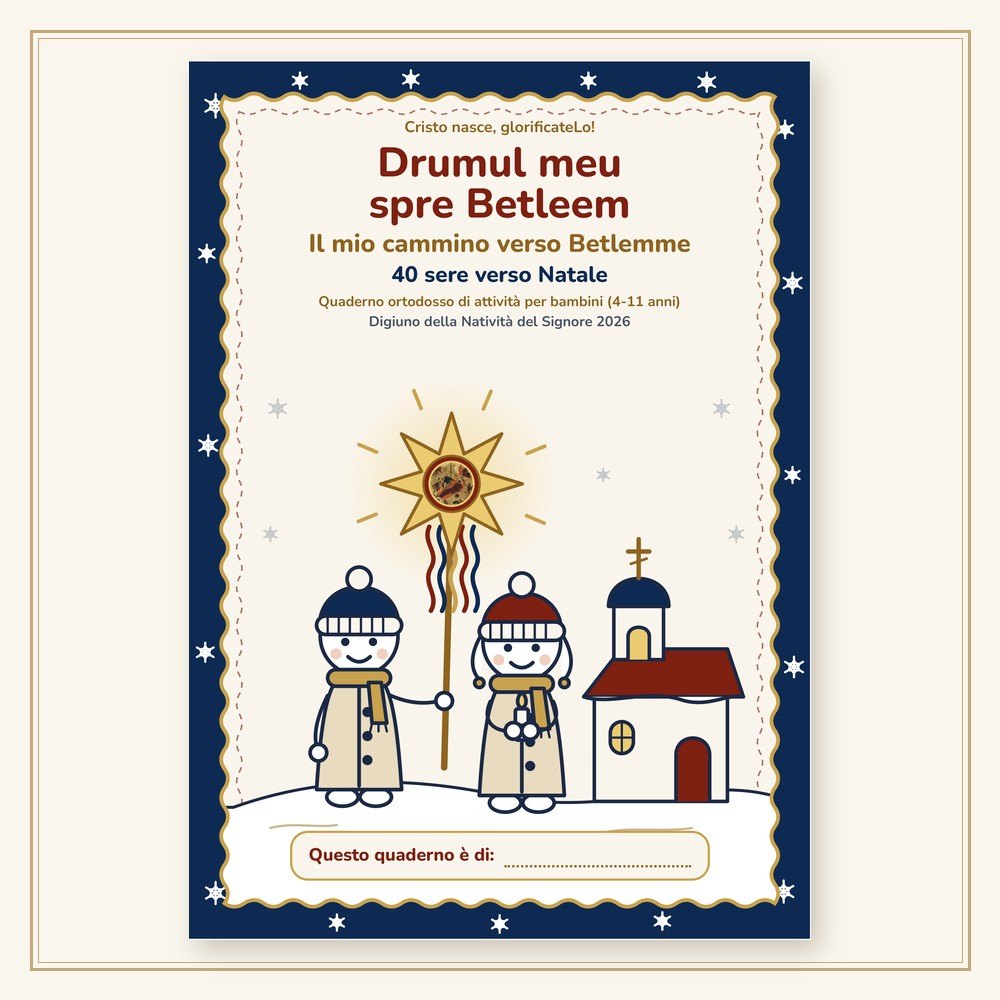 Cristo nasce, glorificateLo!
Drumul meu
spre Betleem
Il mio cammino verso Betlemme
40 sere verso Natale
Quaderno ortodosso di attività per bambini (4-11 anni)
Digiuno della Natività del Signore 2026
Questo quaderno è di: